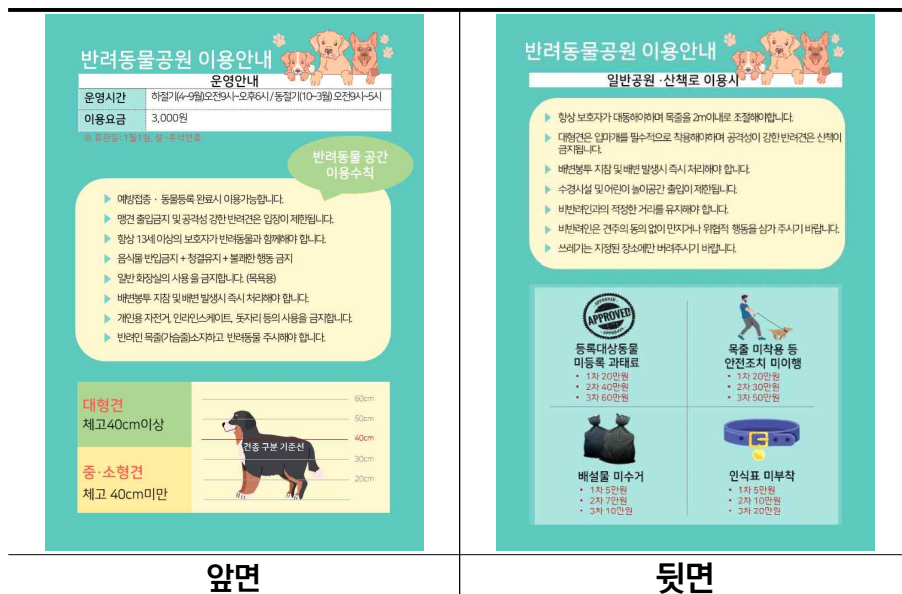 반려동물공원 이용안내
운영안내
운영시간 하절기(4~9월)오전9시~오후6시/동절기(10~3월)오전9시~5시
이용요금 3,000원
※ 휴관일: 1월1일, 설·추석연휴
반려동물 공간
이용수칙
▶ 예방접종 · 동물등록 완료시 이용가능합니다.
▶ 맹견 출입금지 및 공격성 강한 반려견은 입장이 제한됩니다.
▶ 항상 13세 이상의 보호자가 반려동물과 함께해야 합니다.
▶ 음식물 반입금지 + 청결유지 + 불쾌한 행동 금지
▶ 일반 화장실의 사용을 금지합니다. (목욕용)
▶ 배변봉투 지참 및 배변 발생시 즉시 처리해야 합니다.
▶ 개인용 자전거, 인라인스케이트, 돗자리 등의 사용을 금지합니다.
▶ 반려인 목줄(가슴줄)소지하고 반려동물 주시해야 합니다.
대형견
체고40cm이상
중·소형견
체고 40cm미만
60cm
50cm
40cm
견종 구분 기준선
30cm
20cm
앞면
반려동물공원 이용안내
일반공원 ·산책로 이용시
▶ 항상 보호자가 대동하여야하며 목줄을 2m이내로 조절해야합니다.
▶ 대형견은 입마개를 필수적으로 착용해야하며 공격성이 강한 반려견은 산책이
금지됩니다.
▶ 배변봉투 지참 및 배변 발생시 즉시 처리해야 합니다.
▶ 수경시설 및 어린이 놀이공간 출입이 제한됩니다.
▶ 비반려인과의 적정한 거리를 유지해야 합니다.
▶ 비반려인은 견주의 동의 없이 만지거나 위협적 행동을 삼가 주시기 바랍니다.
▶ 쓰레기는 지정된 장소에만 버려주시기 바랍니다.
APPROVED
등록대상동물
미등록 과태료
• 1차 20만원
• 2차 40만원
• 3차 60만원
목줄 미착용 등
안전조치 미이행
• 1차 20만원
• 2차 30만원
• 3차 50만원
배설물 미수거
• 1차 5만원
• 2차 7만원
• 3차 10만원
인식표 미부착
• 1차 5만원
• 2차 10만원
• 3차 20만원
뒷면